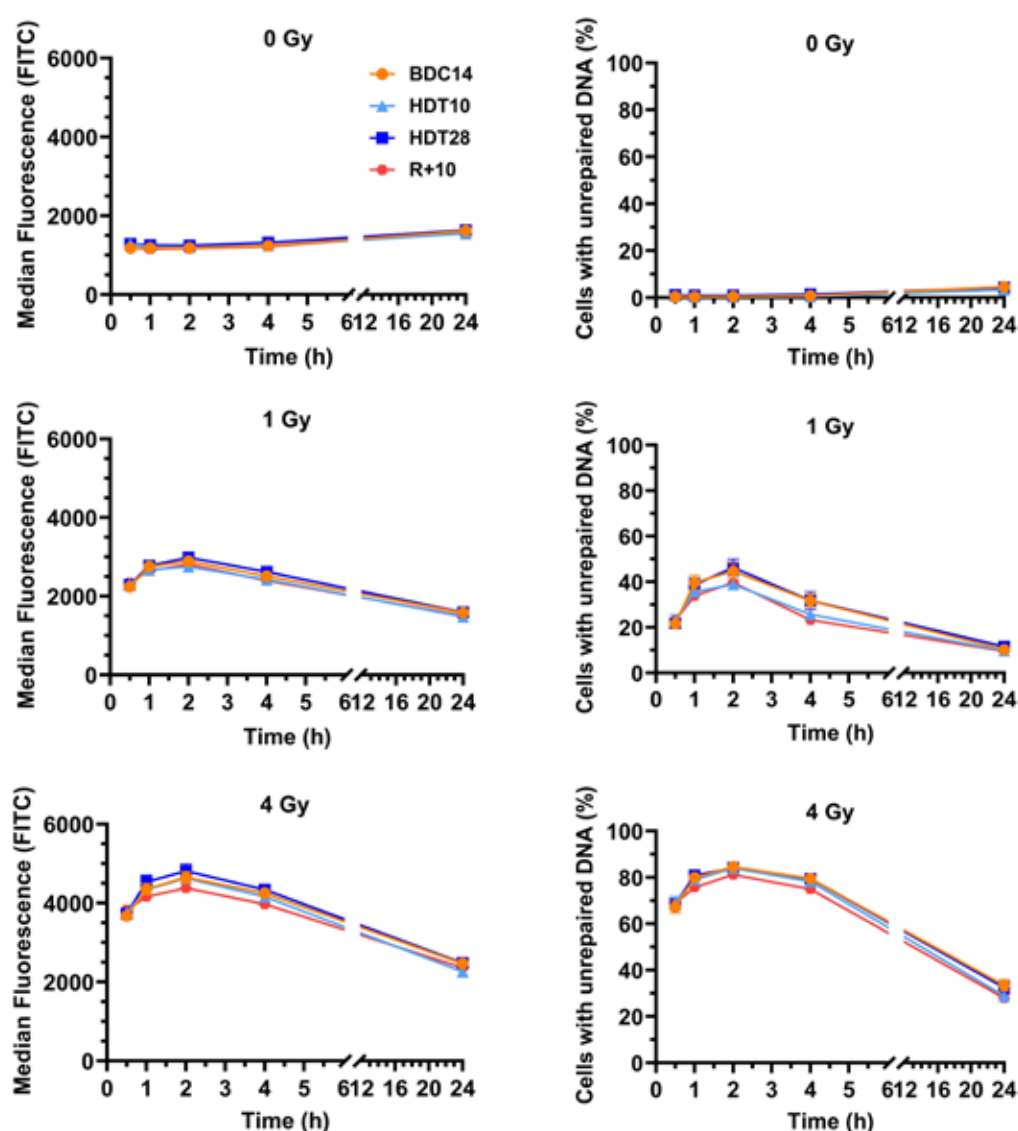 0 Gy
Median Fluorescence (FITC)
6000
4000
2000
0
BDC14
HDT10
HDT28
R+10
0 1 2 4 5 612 16 20 24
Time (h)
0 Gy
Cells with unrepaired DNA (%)
100
80
60
40
20
0
0 1 2 4 5 612 16 20 24
Time (h)
1 Gy
Median Fluorescence (FITC)
6000
4000
2000
0
0 1 2 4 5 612 16 20 24
Time (h)
1 Gy
Cells with unrepaired DNA (%)
100
80
60
40
20
0
0 1 2 4 5 612 16 20 24
Time (h)
4 Gy
Median Fluorescence (FITC)
6000
4000
2000
0
0 1 2 4 5 612 16 20 24
Time (h)
4 Gy
Cells with unrepaired DNA (%)
100
80
60
40
20
0
0 1 2 4 5 612 16 20 24
Time (h)